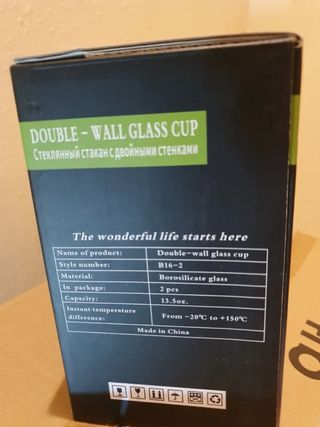 DOUBLE - WALL GLASS CUP
Стеклянный стакан с двойными стенками
The wonderful life starts here
Name of product: Double-wall glass cup
Style number: B16-2
Material: Borosilicate glass
In package: 2 pcs
Capacity: 13.5oz.
Instant temperature difference: From -20℃ to +150℃
Made in China